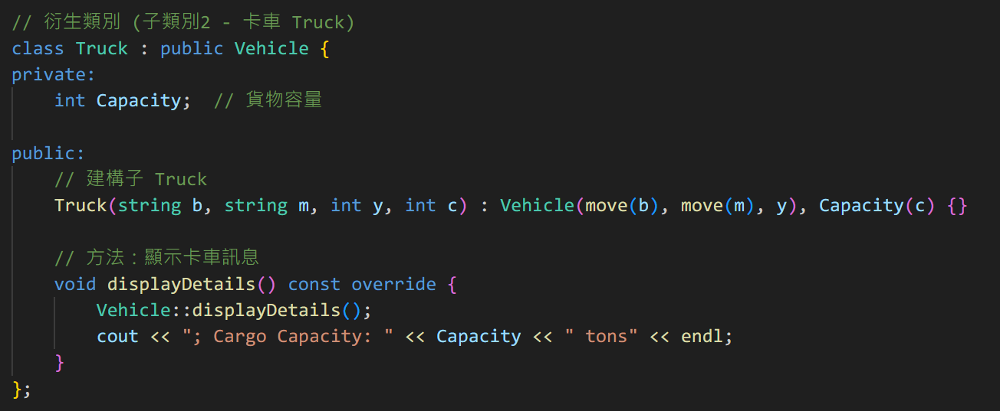 // 衍生類別 (子類別2 - 卡車 Truck)
class Truck : public Vehicle {
private:
    int Capacity;  // 貨物容量

public:
    // 建構子 Truck
    Truck(string b, string m, int y, int c) : Vehicle(move(b), move(m), y), Capacity(c) {}

    // 方法：顯示卡車訊息
    void displayDetails() const override {
        Vehicle::displayDetails();
        cout << "; Cargo Capacity: " << Capacity << " tons" << endl;
    }
};